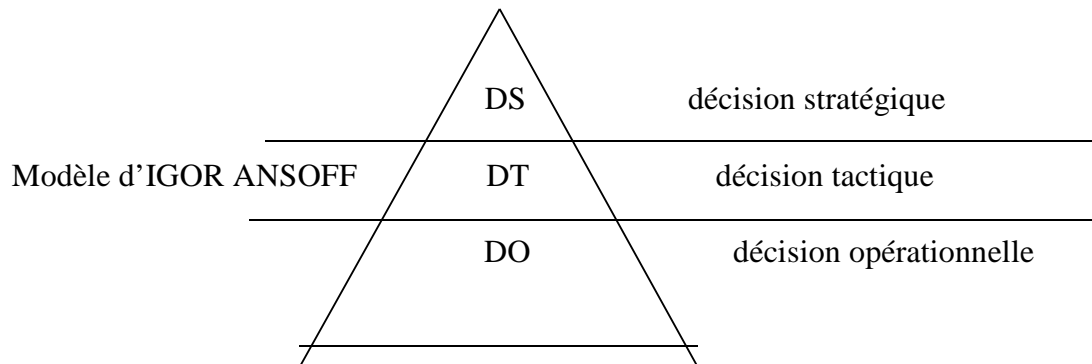 DS décision stratégique
Modèle d’IGOR ANSOFF DT décision tactique
DO décision opérationnelle